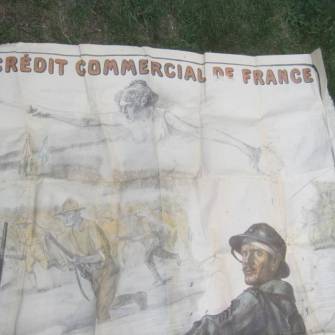 CRÉDIT COMMERCIAL DE FRANCE